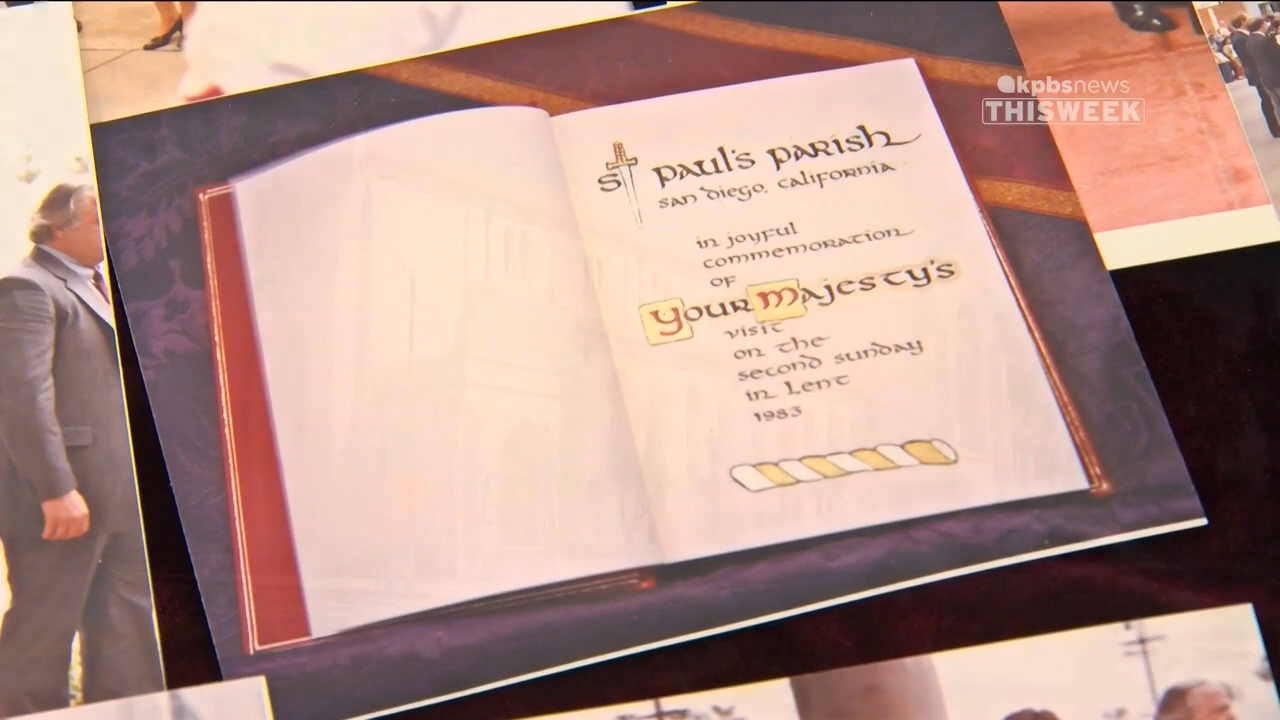 kpbsnews
THISWEEK
St Paul's Parish
San Diego, California
in joyful
commemoration
of
Your Majesty's
visit
on the
second Sunday
in Lent
1983